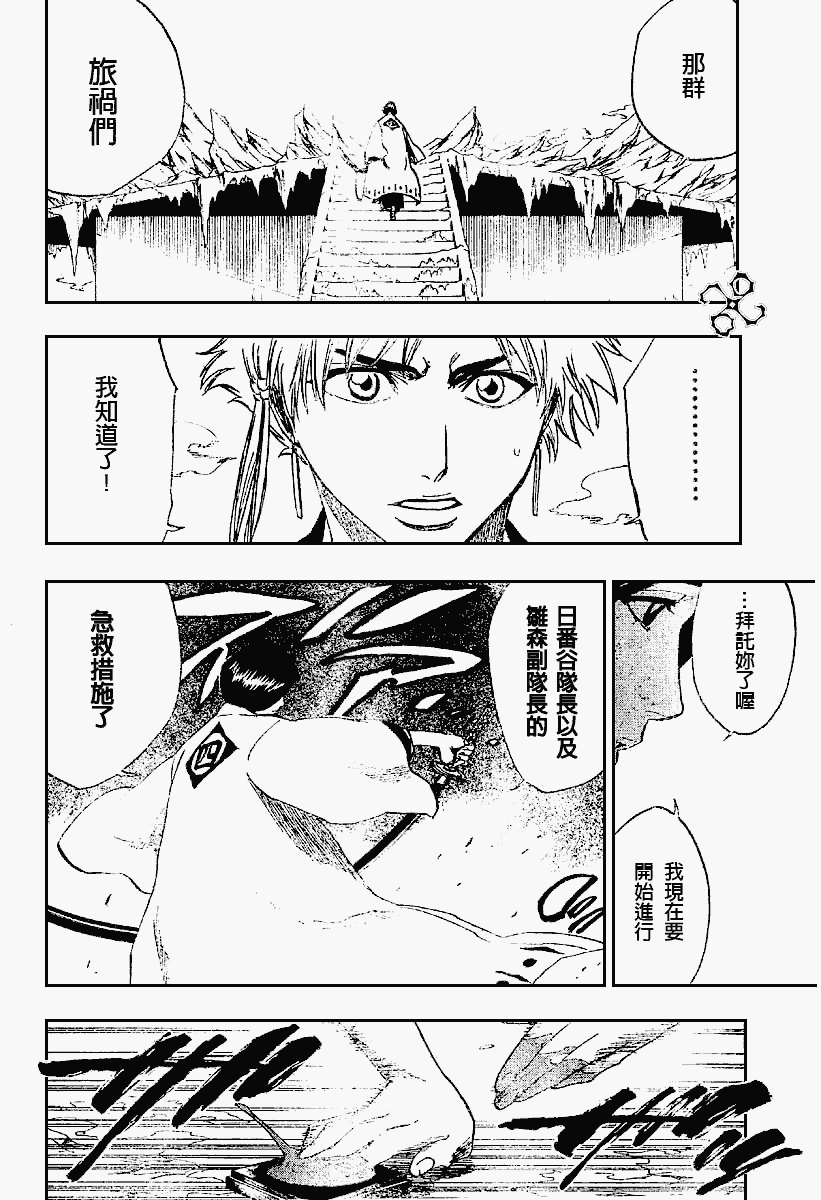 那群
旅禍們
…………
我知道了！
…拜託妳了喔
我現在要
開始進行
日番谷隊長以及
雛森副隊長的
急救措施了
四